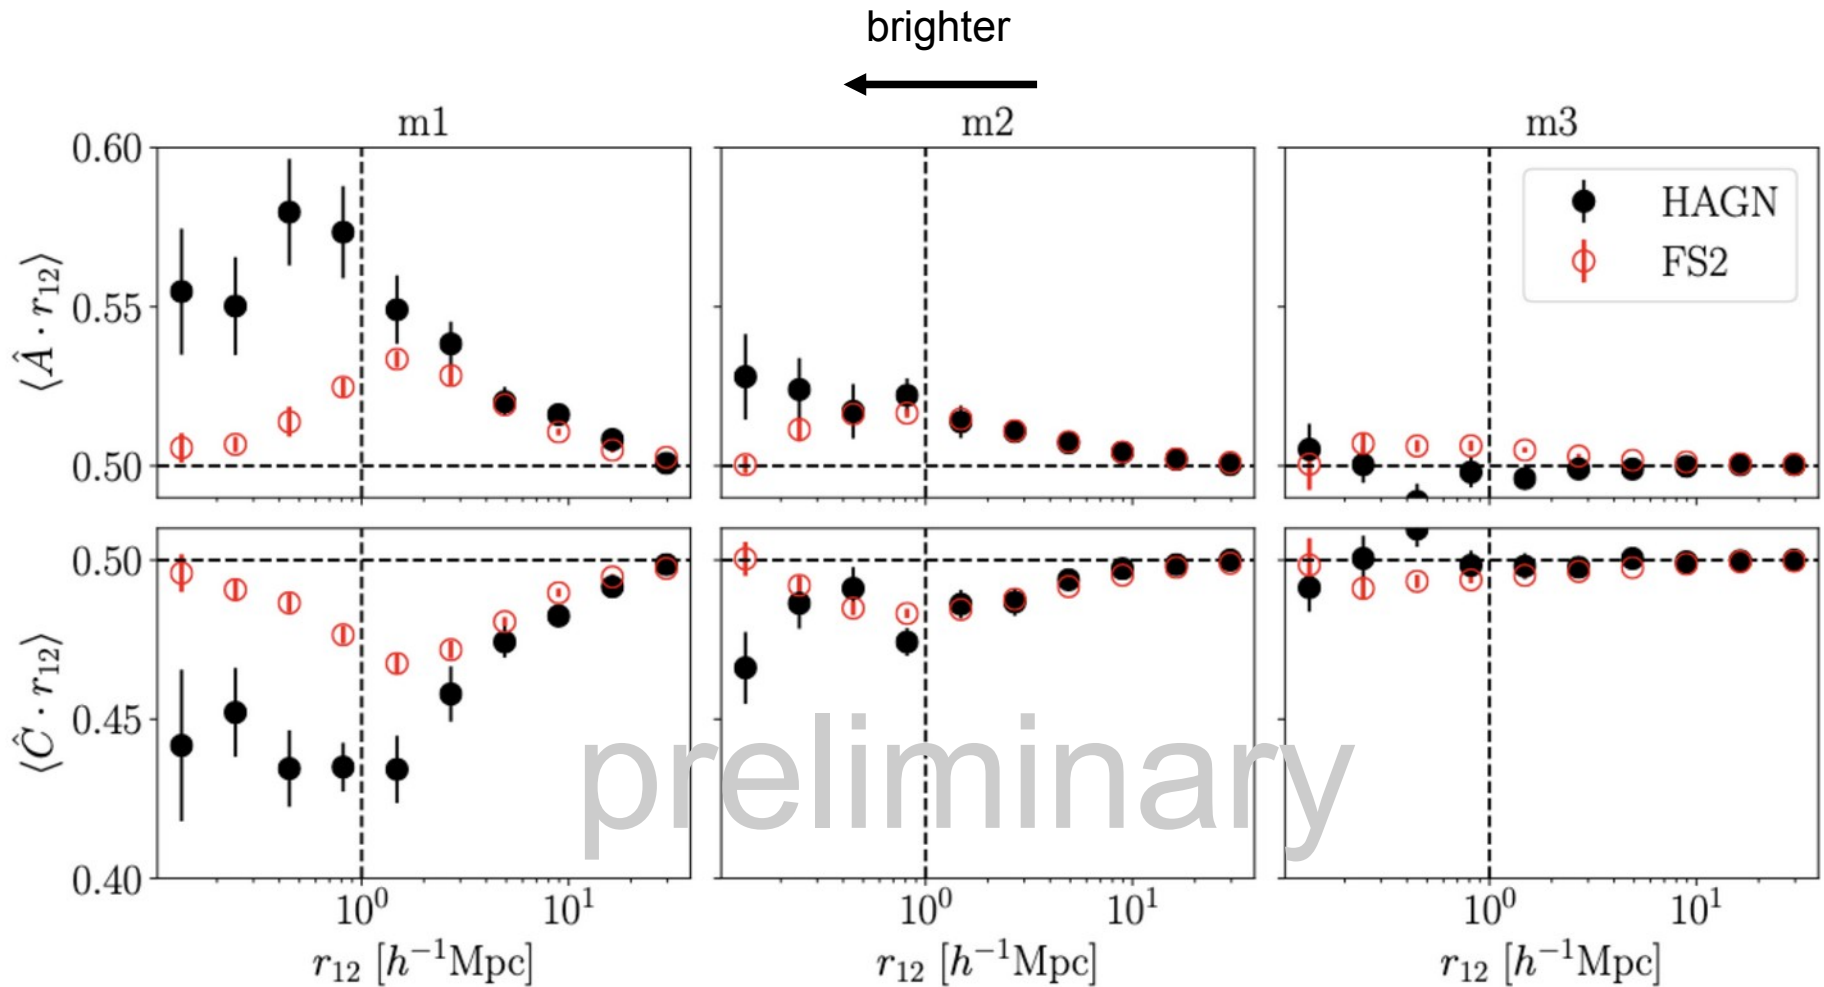 brighter
m1 m2 m3
0.60
HAGN
FS2
0.55
⟨Â · r₁₂⟩
0.50
0.50
⟨Ĉ · r₁₂⟩
0.45
preliminary
0.40
10⁰ 10¹ 10⁰ 10¹ 10⁰ 10¹
r₁₂ [h⁻¹Mpc] r₁₂ [h⁻¹Mpc] r₁₂ [h⁻¹Mpc]